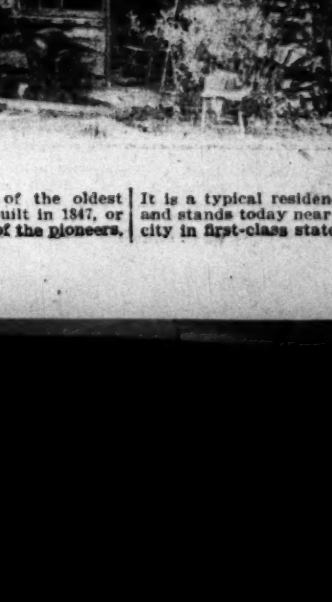 of the oldest
uilt in 1847, or
of the pioneers.
It is a typical residen
and stands today near
city in first-class state